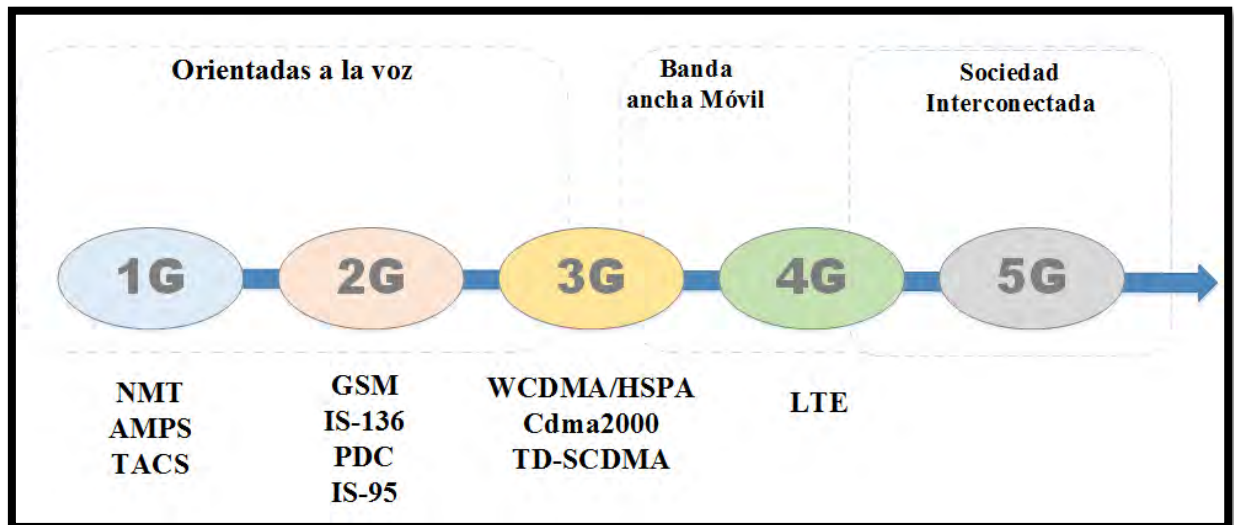 Orientadas a la voz
Banda
ancha Móvil
Sociedad
Interconectada
1G
2G
3G
4G
5G
NMT
AMPS
TACS
GSM
IS-136
PDC
IS-95
WCDMA/HSPA
Cdma2000
TD-SCDMA
LTE